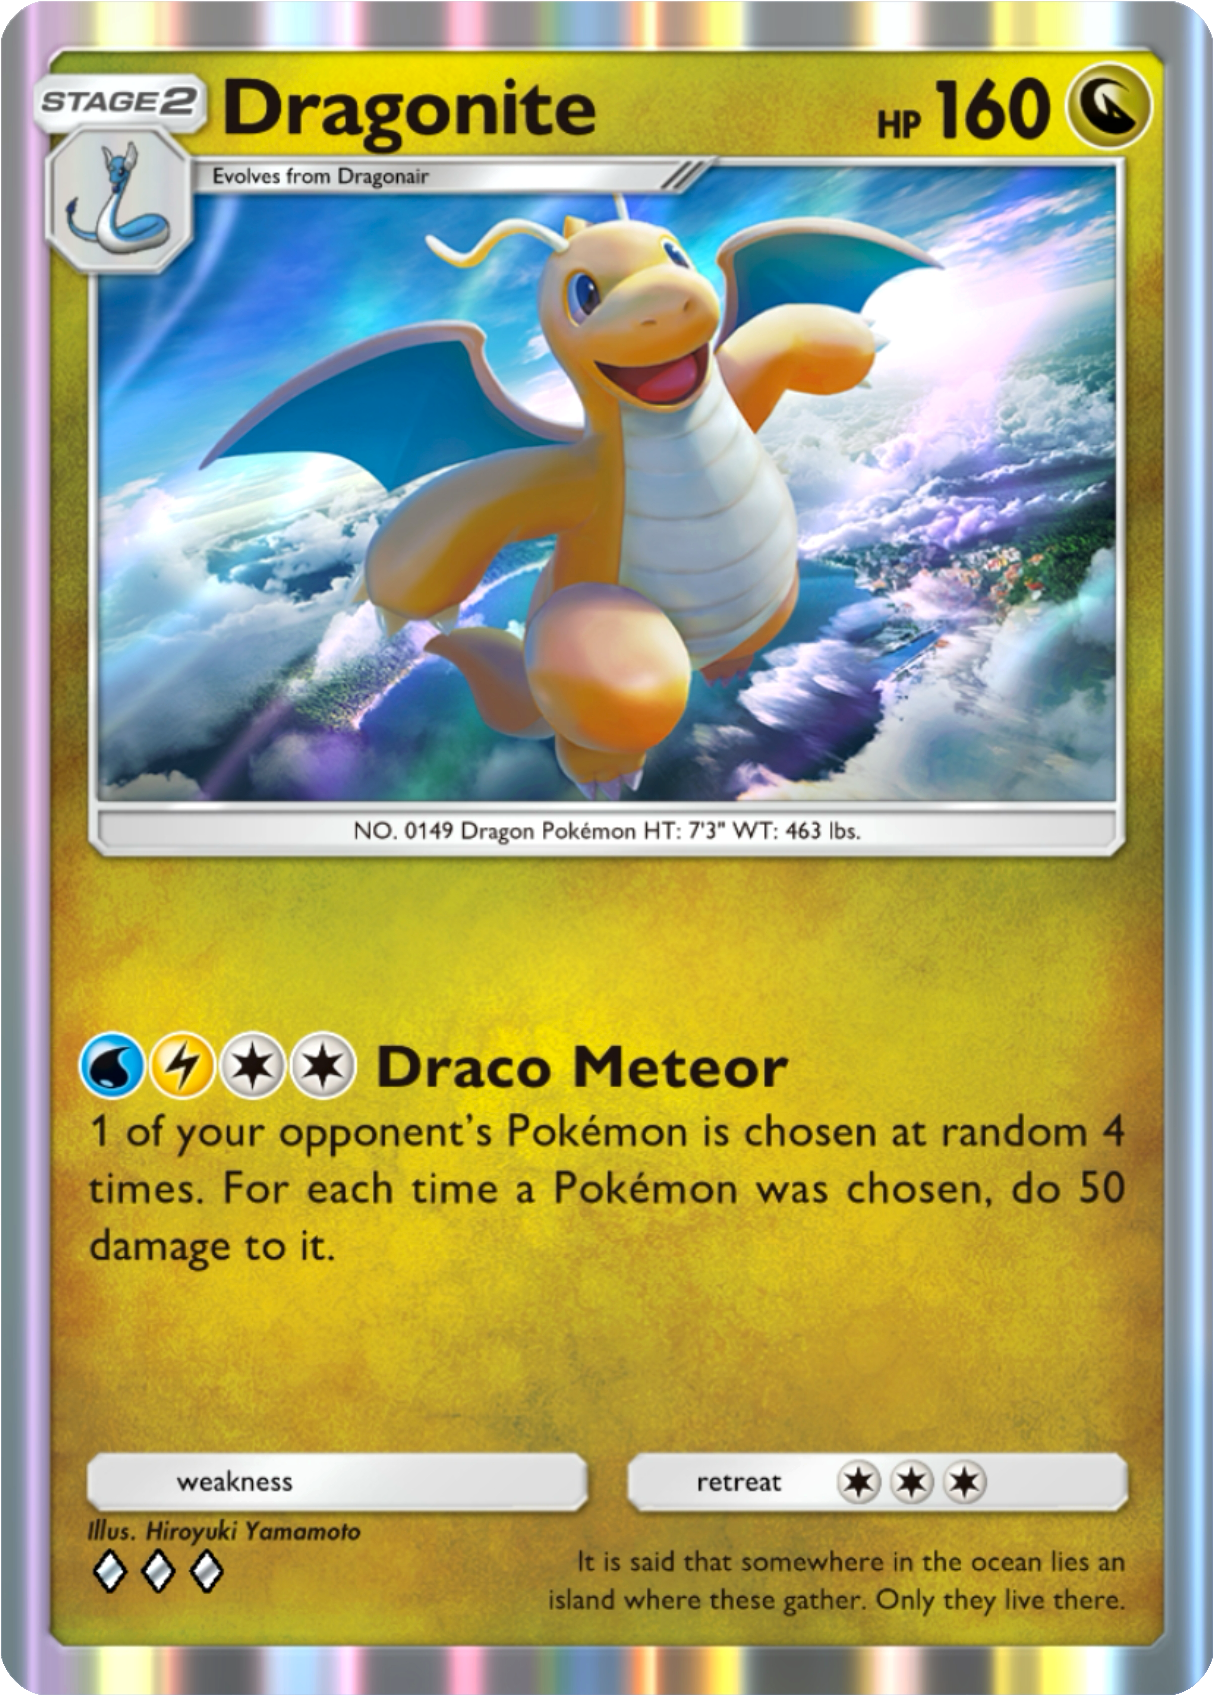 STAGE2
Dragonite
HP 160
Evolves from Dragonair
NO. 0149 Dragon Pokémon HT: 7'3" WT: 463 lbs.
Draco Meteor
1 of your opponent's Pokémon is chosen at random 4
times. For each time a Pokémon was chosen, do 50
damage to it.
weakness
retreat
Illus. Hiroyuki Yamamoto
It is said that somewhere in the ocean lies an
island where these gather. Only they live there.